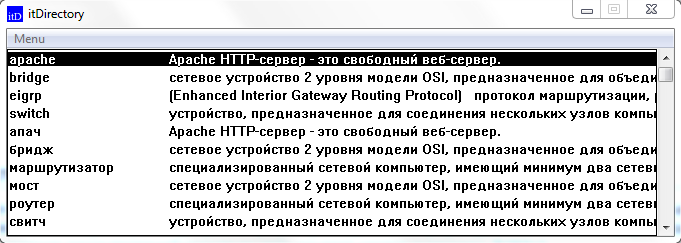 itD itDirectory
Menu
apache Apache HTTP-сервер - это свободный веб-сервер.
bridge сетевое устройство 2 уровня модели OSI, предназначенное для объеди
eigrp (Enhanced Interior Gateway Routing Protocol) протокол маршрутизации,
switch устройство, предназначенное для соединения нескольких узлов компь
апач Apache HTTP-сервер - это свободный веб-сервер.
бридж сетевое устройство 2 уровня модели OSI, предназначенное для объеди
маршрутизатор специализированный сетевой компьютер, имеющий минимум два сетев
мост сетевое устройство 2 уровня модели OSI, предназначенное для объеди
роутер специализированный сетевой компьютер, имеющий минимум два сетев
свитч устройство, предназначенное для соединения нескольких узлов компь